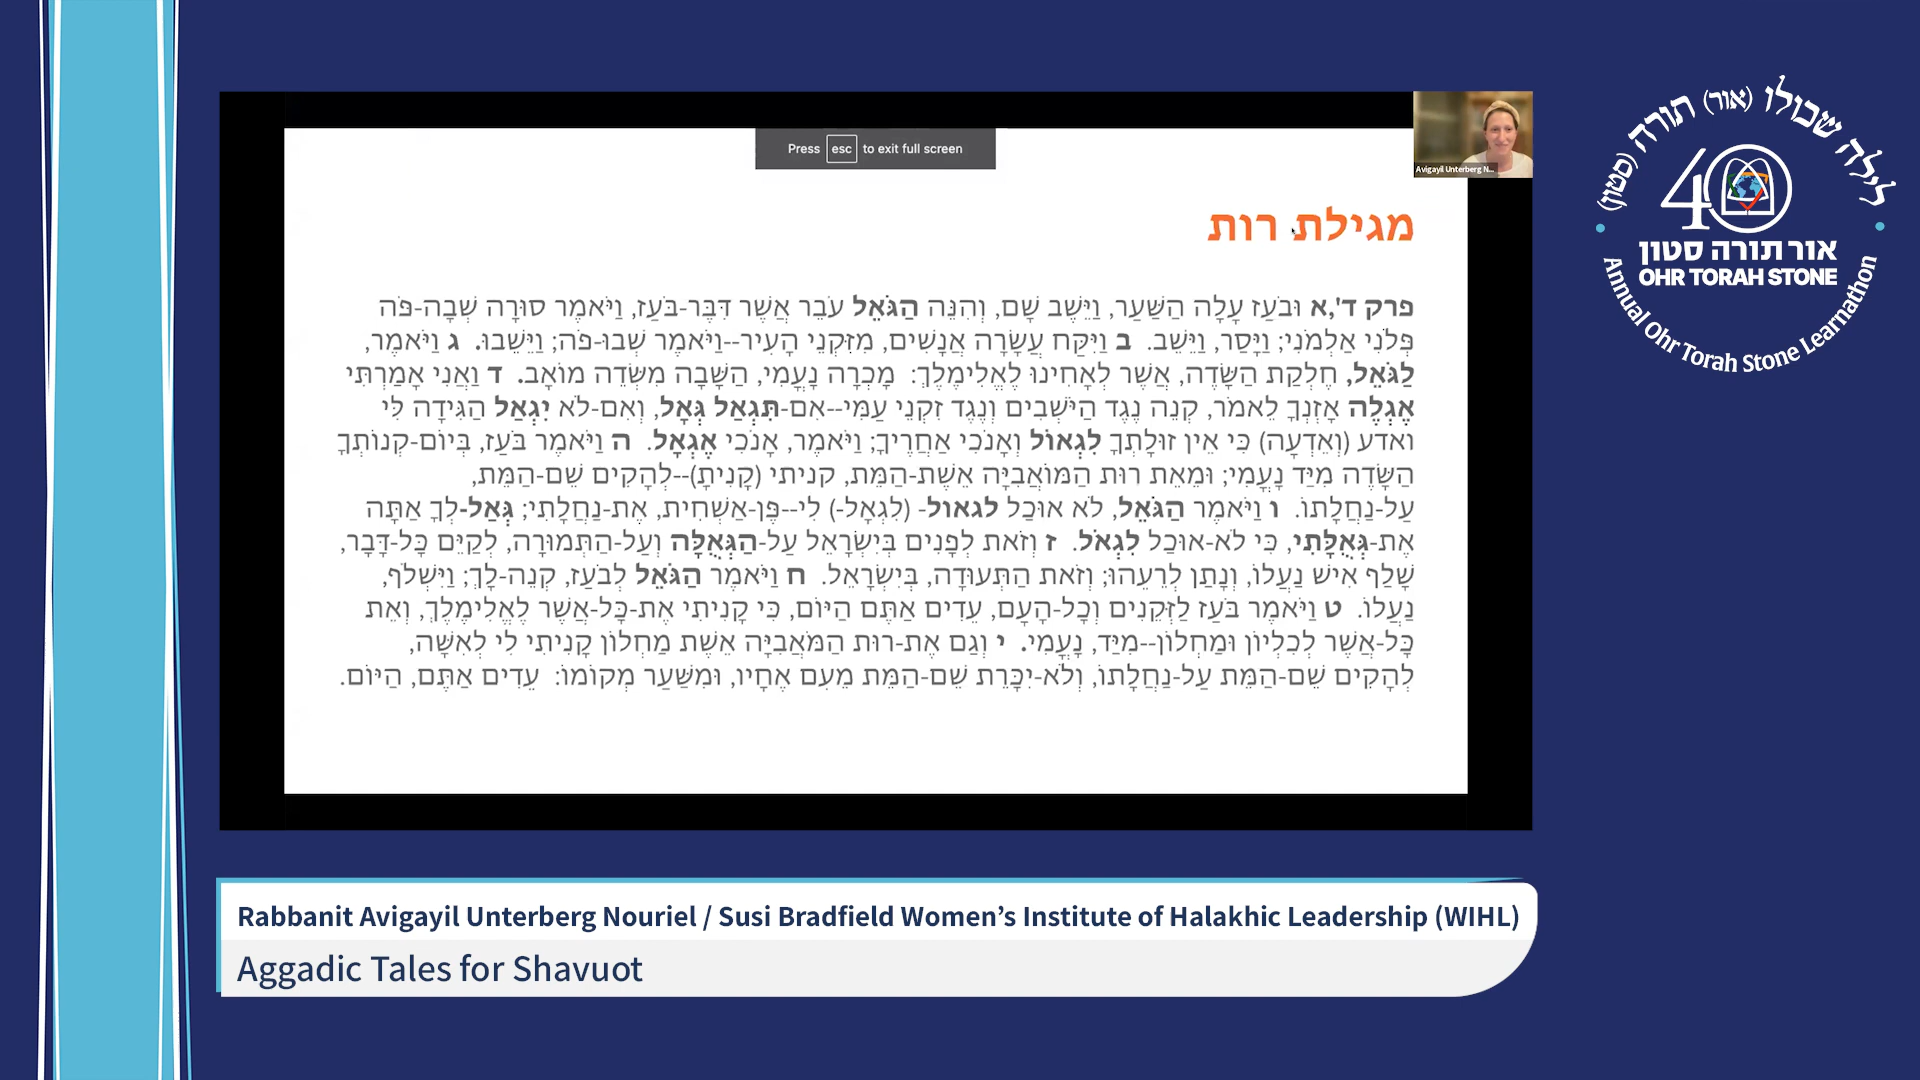 Press esc to exit full screen
Avigayil Unterberg N...
מגילת רות
פרק ד',א וּבֹעַז עָלָה הַשַּׁעַר, וַיֵּשֶׁב שָׁם, וְהִנֵּה הַגֹּאֵל עֹבֵר אֲשֶׁר דִּבֶּר-בֹּעַז, וַיֹּאמֶר סוּרָה שְׁבָה-פֹּה
פְּלֹנִי אַלְמֹנִי; וַיָּסַר, וַיֵּשֵׁב. ב וַיִּקַּח עֲשָׂרָה אֲנָשִׁים, מִזִּקְנֵי הָעִיר--וַיֹּאמֶר שְׁבוּ-פֹה; וַיֵּשֵׁבוּ. ג וַיֹּאמֶר,
לַגֹּאֵל, חֶלְקַת הַשָּׂדֶה, אֲשֶׁר לְאָחִינוּ לֶאֱלִימֶלֶךְ: מָכְרָה נָעֳמִי, הַשָּׁבָה מִשְּׂדֵה מוֹאָב. ד וַאֲנִי אָמַרְתִּי
אֶגְלֶה אָזְנְךָ לֵאמֹר, קְנֵה נֶגֶד הַיֹּשְׁבִים וְנֶגֶד זִקְנֵי עַמִּי--אִם-תִּגְאַל גְּאָל, וְאִם-לֹא יִגְאַל הַגִּידָה לִּי
ואדע (וְאֵדְעָה) כִּי אֵין זוּלָתְךָ לִגְאוֹל וְאָנֹכִי אַחֲרֶיךָ; וַיֹּאמֶר, אָנֹכִי אֶגְאָל. ה וַיֹּאמֶר בֹּעַז, בְּיוֹם-קְנוֹתְךָ
הַשָּׂדֶה מִיַּד נָעֳמִי; וּמֵאֵת רוּת הַמּוֹאֲבִיָּה אֵשֶׁת-הַמֵּת, קניתי (קָנִיתָ)--לְהָקִים שֵׁם-הַמֵּת,
עַל-נַחֲלָתוֹ. ו וַיֹּאמֶר הַגֹּאֵל, לֹא אוּכַל לגאול- (לִגְאָל-) לִי--פֶּן-אַשְׁחִית, אֶת-נַחֲלָתִי; גְּאַל-לְךָ אַתָּה
אֶת-גְּאֻלָּתִי, כִּי לֹא-אוּכַל לִגְאֹל. ז וְזֹאת לְפָנִים בְּיִשְׂרָאֵל עַל-הַגְּאֻלָּה וְעַל-הַתְּמוּרָה, לְקַיֵּם כָּל-דָּבָר,
שָׁלַף אִישׁ נַעֲלוֹ, וְנָתַן לְרֵעֵהוּ; וְזֹאת הַתְּעוּדָה, בְּיִשְׂרָאֵל. ח וַיֹּאמֶר הַגֹּאֵל לְבֹעַז, קְנֵה-לָךְ; וַיִּשְׁלֹף,
נַעֲלוֹ. ט וַיֹּאמֶר בֹּעַז לַזְּקֵנִים וְכָל-הָעָם, עֵדִים אַתֶּם הַיּוֹם, כִּי קָנִיתִי אֶת-כָּל-אֲשֶׁר לֶאֱלִימֶלֶךְ, וְאֵת
כָּל-אֲשֶׁר לְכִלְיוֹן וּמַחְלוֹן--מִיַּד, נָעֳמִי. י וְגַם אֶת-רוּת הַמֹּאֲבִיָּה אֵשֶׁת מַחְלוֹן קָנִיתִי לִי לְאִשָּׁה,
לְהָקִים שֵׁם-הַמֵּת עַל-נַחֲלָתוֹ, וְלֹא-יִכָּרֵת שֵׁם-הַמֵּת מֵעִם אֶחָיו, וּמִשַּׁעַר מְקוֹמוֹ: עֵדִים אַתֶּם, הַיּוֹם.
לילה שכולו (אור) תורה (סטון)
40
אור תורה סטון
OHR TORAH STONE
Annual Ohr Torah Stone Learnathon
Rabbanit Avigayil Unterberg Nouriel / Susi Bradfield Women’s Institute of Halakhic Leadership (WIHL)
Aggadic Tales for Shavuot